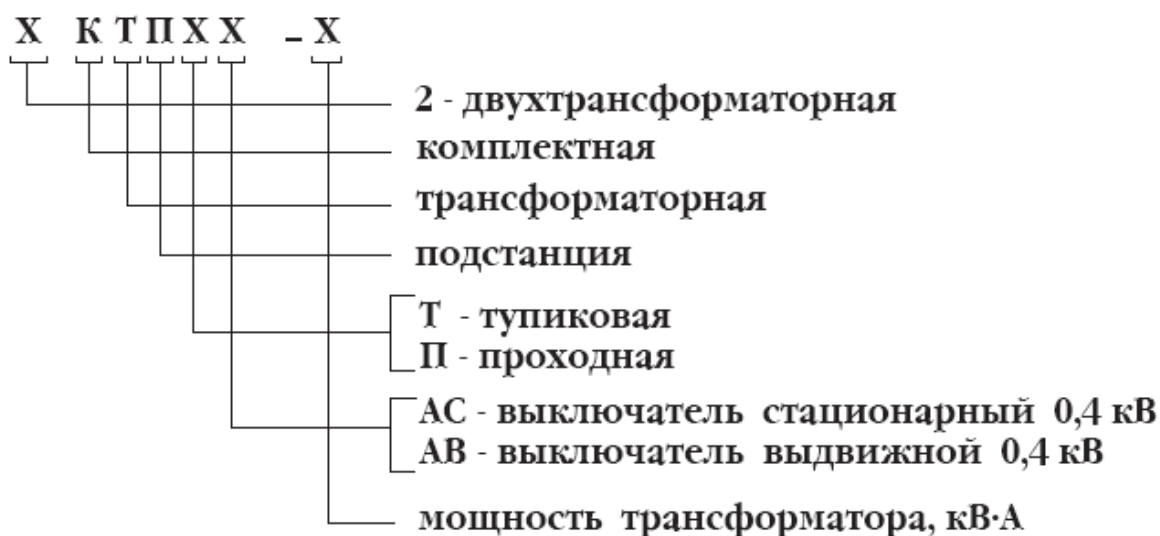 Х КТПХХ – Х
2 - двухтрансформаторная
комплектная
трансформаторная
подстанция
Т - тупиковая
П - проходная
АС - выключатель стационарный 0,4 кВ
АВ - выключатель выдвижной 0,4 кВ
мощность трансформатора, кВ·А